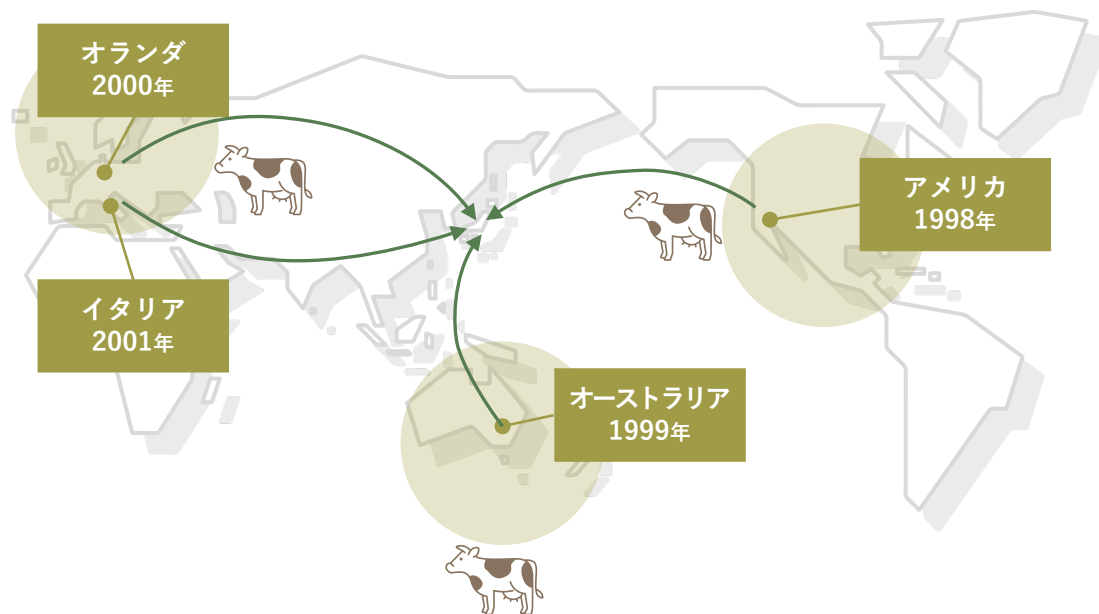 オランダ
2000年
アメリカ
1998年
イタリア
2001年
オーストラリア
1999年